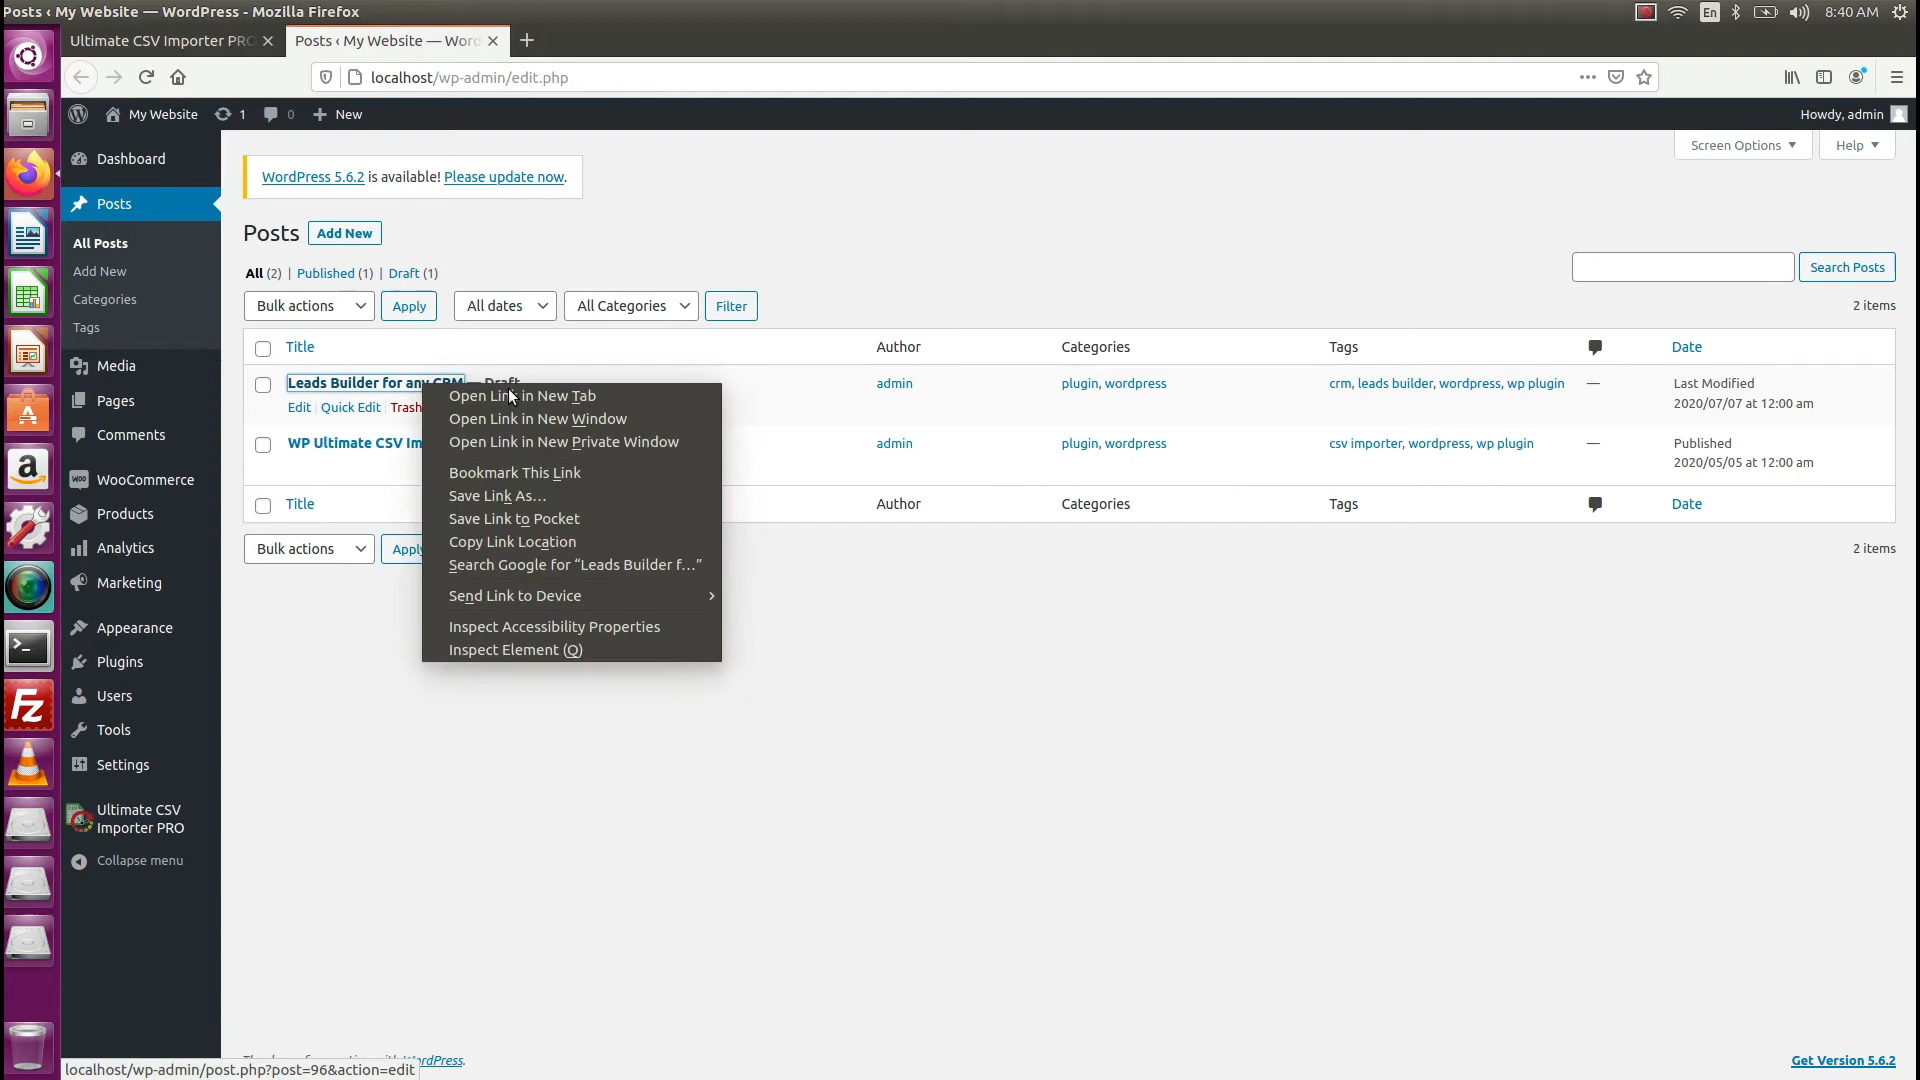 Posts ‹ My Website — WordPress - Mozilla Firefox
En
8:40 AM
Ultimate CSV Importer PRO
Posts ‹ My Website — Word
localhost/wp-admin/edit.php
My Website
1
0
New
Howdy, admin
Dashboard
Posts
All Posts
Add New
Categories
Tags
Media
Pages
Comments
WooCommerce
Products
Analytics
Marketing
Appearance
Plugins
Users
Tools
Settings
Ultimate CSV
Importer PRO
Collapse menu
Screen Options
Help
WordPress 5.6.2 is available! Please update now.
Posts
Add New
All (2) | Published (1) | Draft (1)
Search Posts
Bulk actions
Apply
All dates
All Categories
Filter
2 items
Title
Author
Categories
Tags
Date
Leads Builder for any CRM — Draft
Edit | Quick Edit | Trash
admin
plugin, wordpress
crm, leads builder, wordpress, wp plugin
—
Last Modified
2020/07/07 at 12:00 am
WP Ultimate CSV Im
admin
plugin, wordpress
csv importer, wordpress, wp plugin
—
Published
2020/05/05 at 12:00 am
Title
Author
Categories
Tags
Date
Bulk actions
Apply
2 items
Open Link in New Tab
Open Link in New Window
Open Link in New Private Window
Bookmark This Link
Save Link As…
Save Link to Pocket
Copy Link Location
Search Google for “Leads Builder f…”
Send Link to Device
Inspect Accessibility Properties
Inspect Element (Q)
WordPress.
Get Version 5.6.2
localhost/wp-admin/post.php?post=96&action=edit